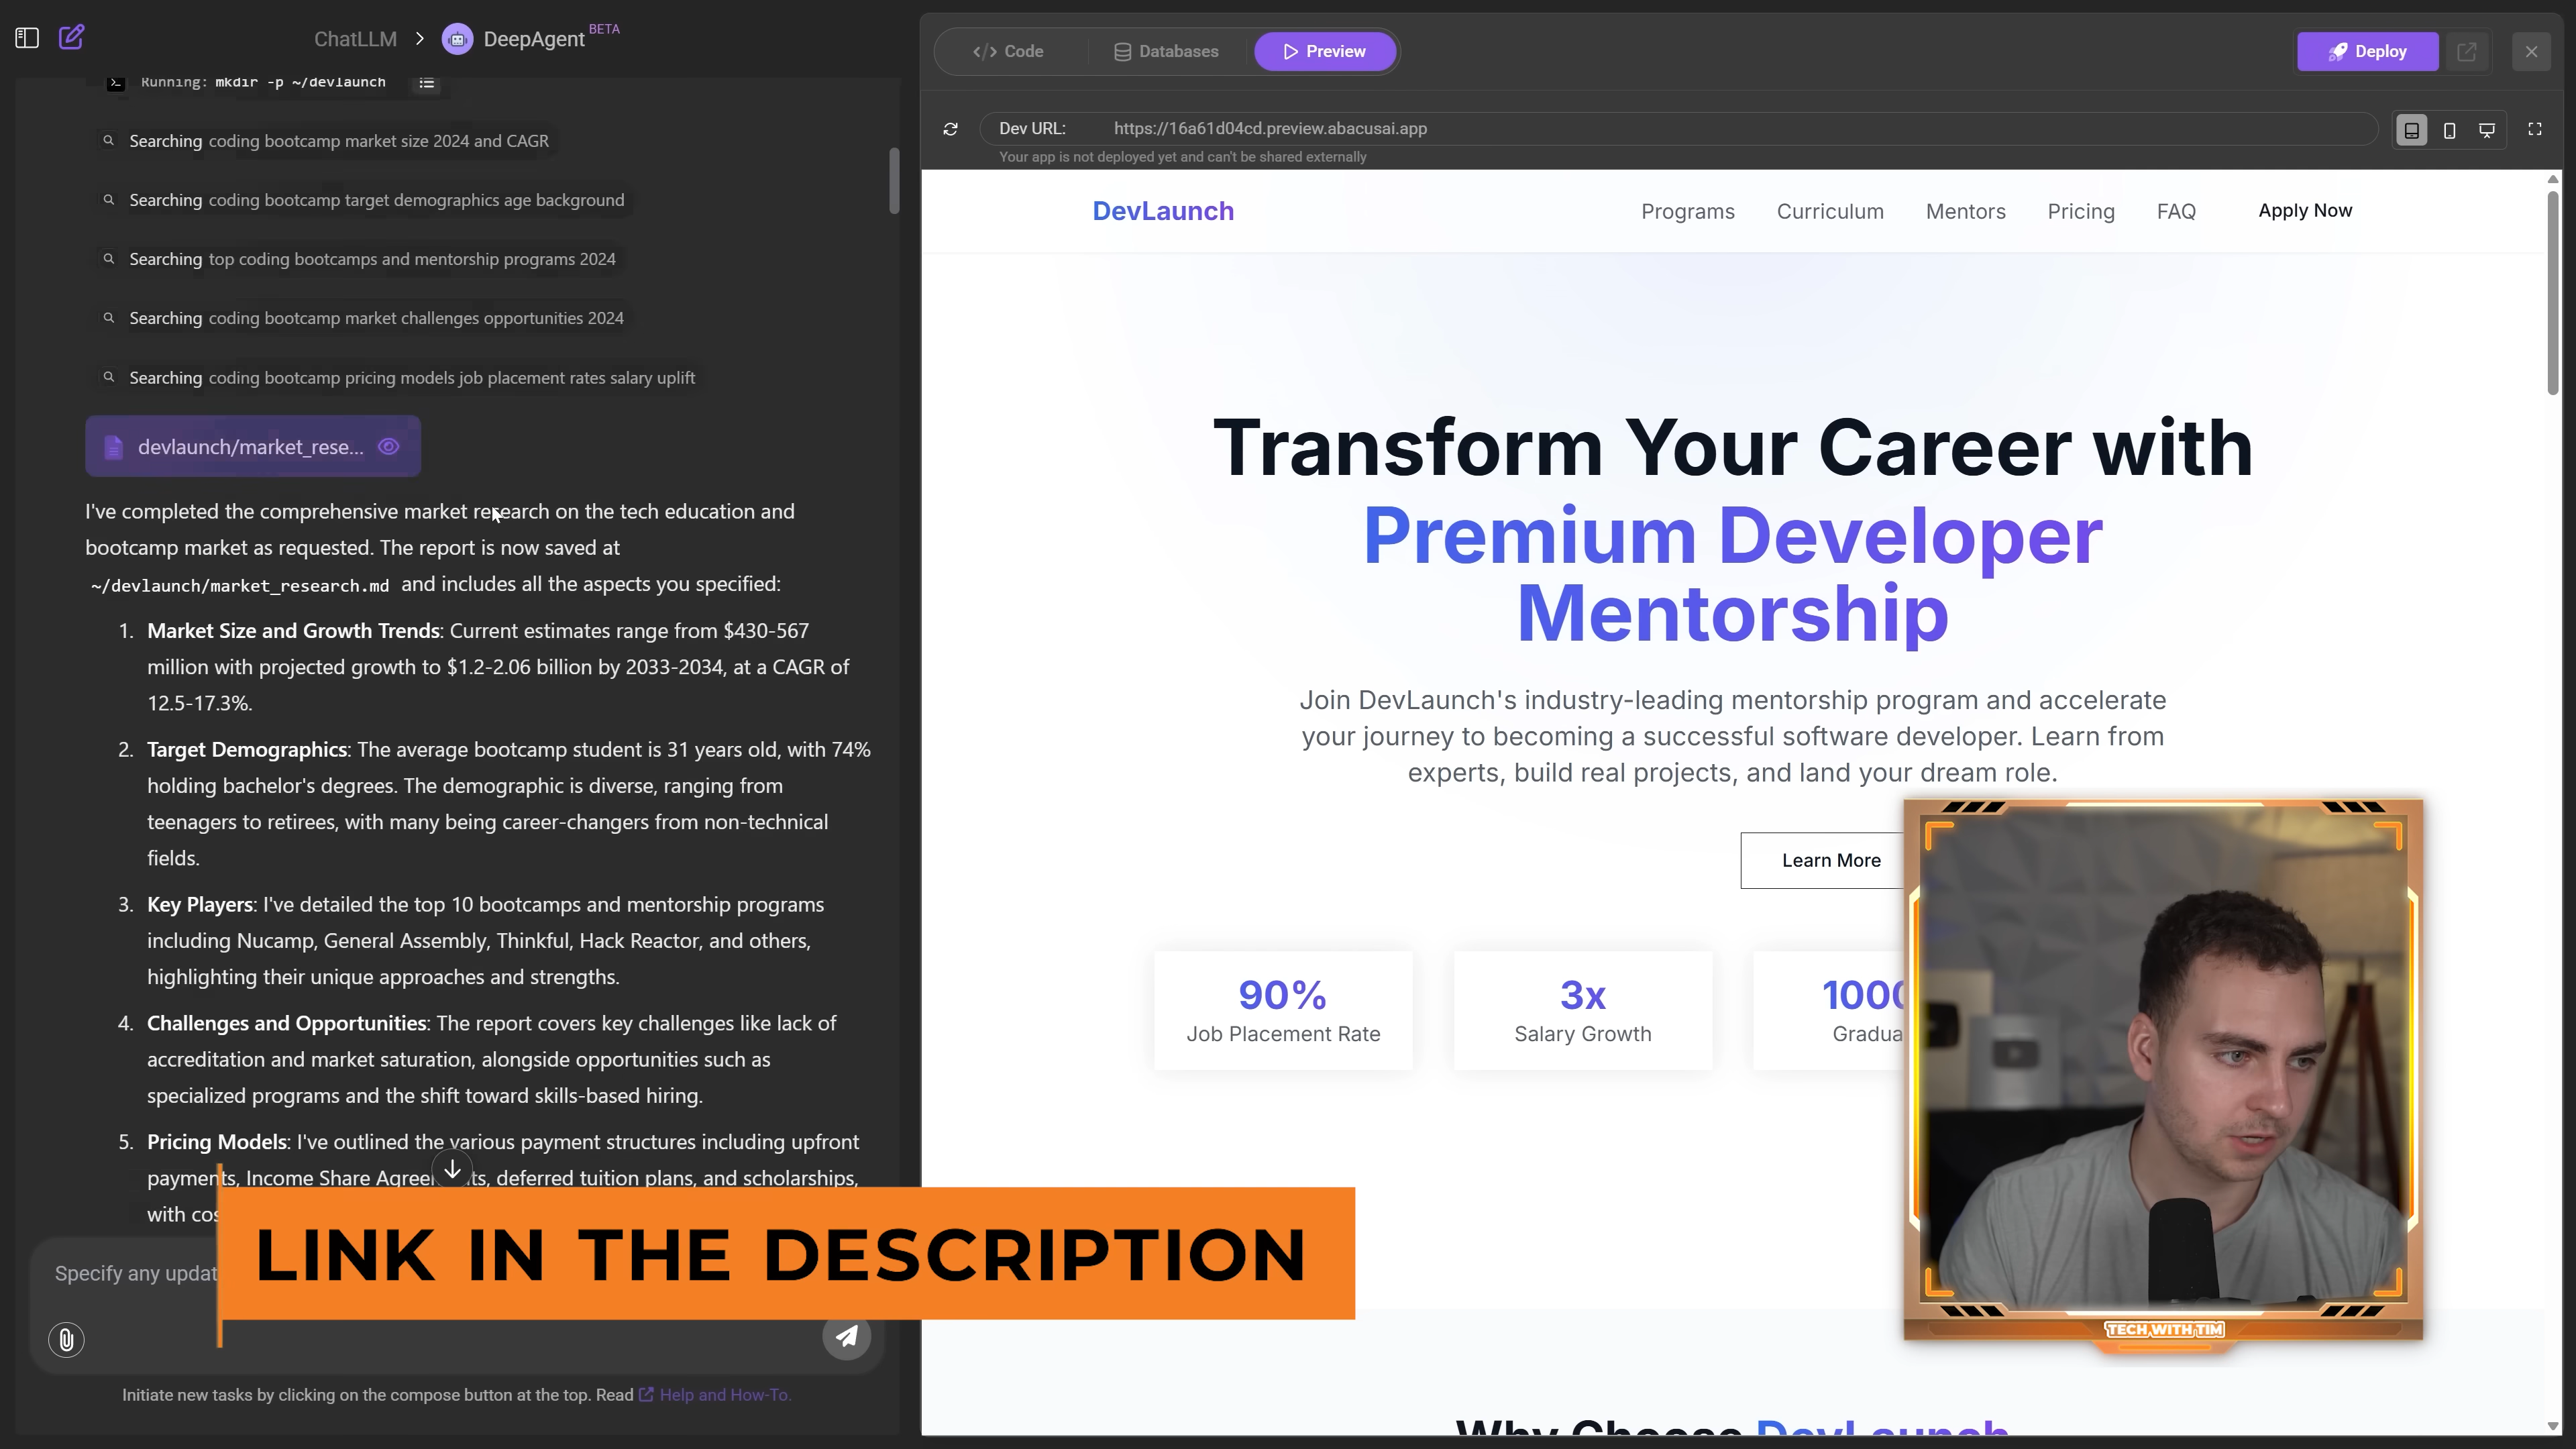 ChatLLM > DeepAgent BETA
Running: mkdir -p ~/devlaunch
Searching coding bootcamp market size 2024 and CAGR
Searching coding bootcamp target demographics age background
Searching top coding bootcamps and mentorship programs 2024
Searching coding bootcamp market challenges opportunities 2024
Searching coding bootcamp pricing models job placement rates salary uplift
devlaunch/market_rese...
I've completed the comprehensive market research on the tech education and
bootcamp market as requested. The report is now saved at
~/devlaunch/market_research.md and includes all the aspects you specified:
1. Market Size and Growth Trends: Current estimates range from $430-567
million with projected growth to $1.2-2.06 billion by 2033-2034, at a CAGR of
12.5-17.3%.
2. Target Demographics: The average bootcamp student is 31 years old, with 74%
holding bachelor's degrees. The demographic is diverse, ranging from
teenagers to retirees, with many being career-changers from non-technical
fields.
3. Key Players: I've detailed the top 10 bootcamps and mentorship programs
including Nucamp, General Assembly, Thinkful, Hack Reactor, and others,
highlighting their unique approaches and strengths.
4. Challenges and Opportunities: The report covers key challenges like lack of
accreditation and market saturation, alongside opportunities such as
specialized programs and the shift toward skills-based hiring.
5. Pricing Models: I've outlined the various payment structures including upfront
payments, Income Share deferred tuition plans, and scholarships,
with
Specify any
Initiate new tasks by clicking on the compose button at the top. Read Help and How-To.
</> Code
Databases
Preview
Deploy
Dev URL: https://16a61d04cd.preview.abacusai.app
Your app is not deployed yet and can't be shared externally
DevLaunch
Programs
Curriculum
Mentors
Pricing
FAQ
Apply Now
Transform Your Career with
Premium Developer
Mentorship
Join DevLaunch's industry-leading mentorship program and accelerate
your journey to becoming a successful software developer. Learn from
experts, build real projects, and land your dream role.
Learn More
90%
Job Placement Rate
3x
Salary Growth
Why Choose DevLaunch
LINK IN THE DESCRIPTION
TECH WITH TIM